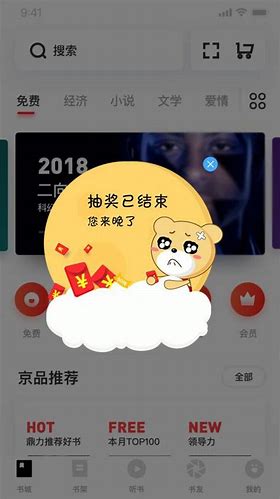 9:41
搜索
免费 经济 小说 文学 爱情
2018
二向
科幻
抽奖已结束
您来晚了
免费
会员
京品推荐
全部
HOT FREE NEW
鼎力推荐好书 本月TOP100 领导力
书城 书架 听书 书友 我的